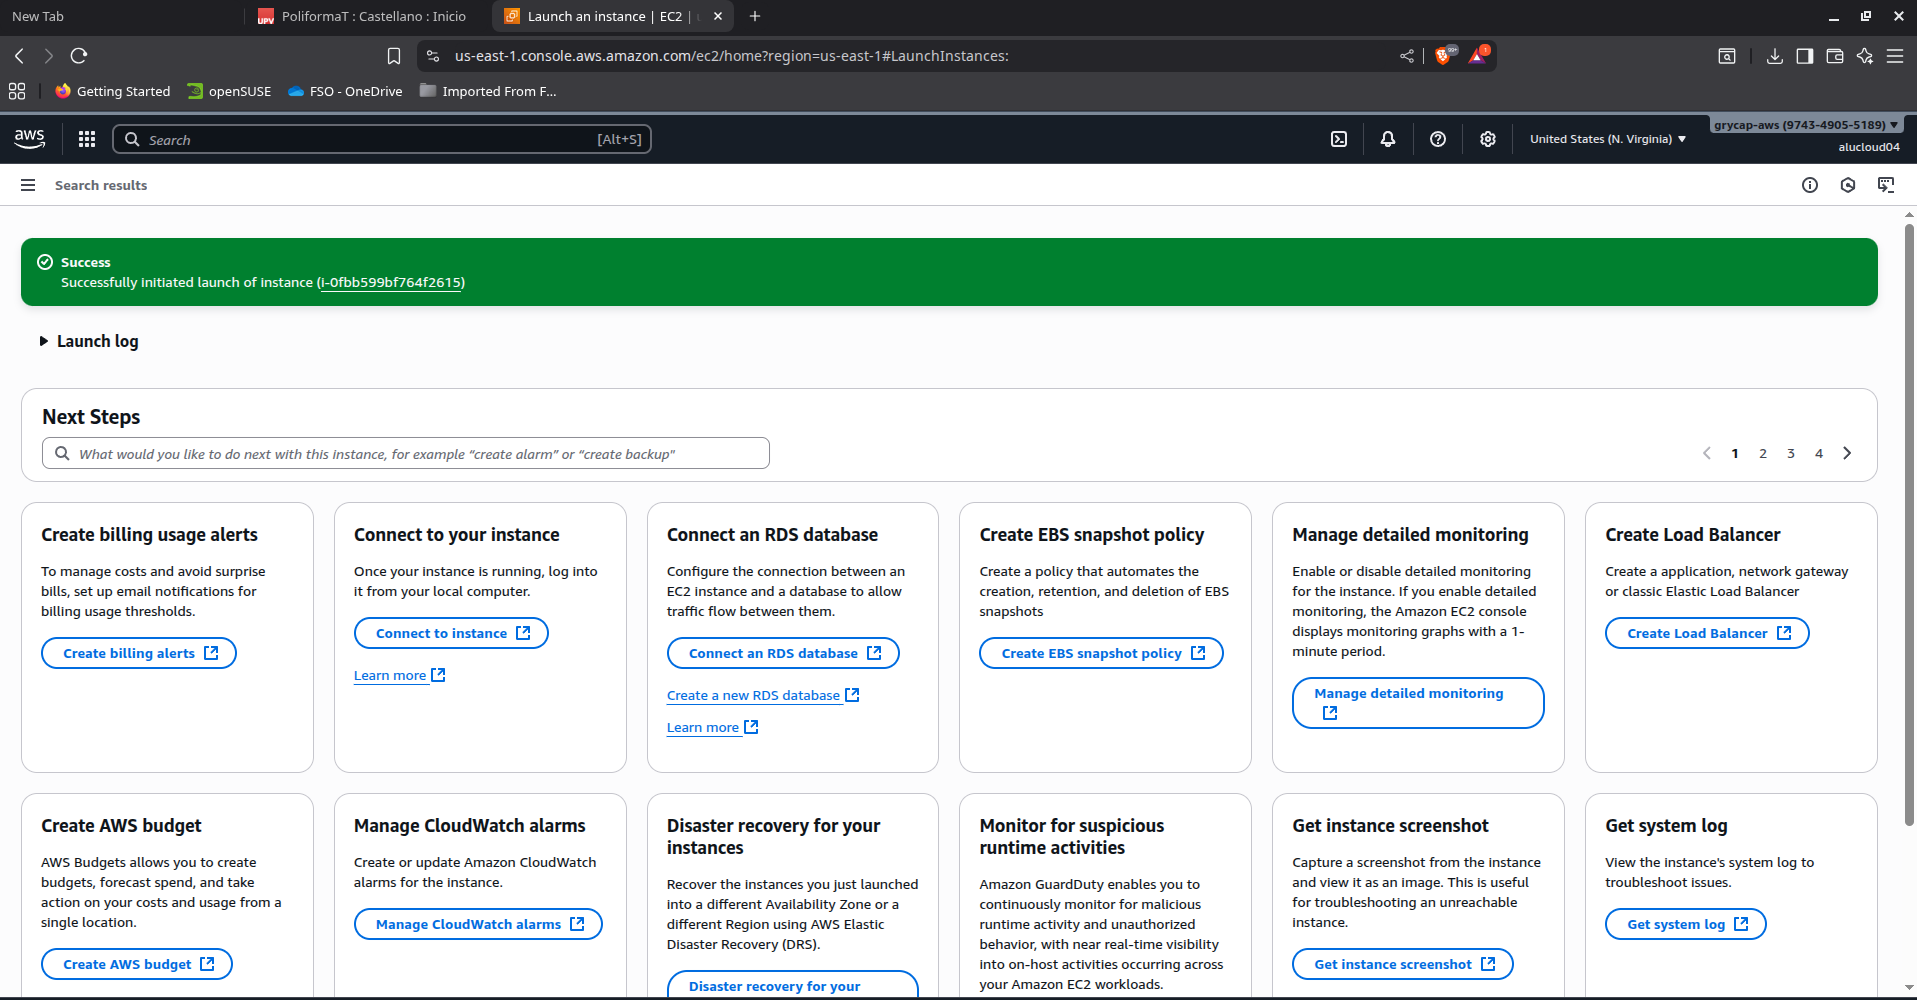 New Tab
UPV PoliformaT : Castellano : Inicio
Launch an instance | EC2 |
us-east-1.console.aws.amazon.com/ec2/home?region=us-east-1#LaunchInstances:
99+
1
Getting Started
openSUSE
FSO - OneDrive
Imported From F...
aws
Search
[Alt+S]
United States (N. Virginia)
grycap-aws (9743-4905-5189)
alucloud04
Search results
Success
Successfully initiated launch of instance (i-0fbb599bf764f2615)
Launch log
Next Steps
What would you like to do next with this instance, for example “create alarm” or “create backup”
1 2 3 4
Create billing usage alerts
To manage costs and avoid surprise
bills, set up email notifications for
billing usage thresholds.
Create billing alerts
Connect to your instance
Once your instance is running, log into
it from your local computer.
Connect to instance
Learn more
Connect an RDS database
Configure the connection between an
EC2 instance and a database to allow
traffic flow between them.
Connect an RDS database
Create a new RDS database
Learn more
Create EBS snapshot policy
Create a policy that automates the
creation, retention, and deletion of EBS
snapshots
Create EBS snapshot policy
Manage detailed monitoring
Enable or disable detailed monitoring
for the instance. If you enable detailed
monitoring, the Amazon EC2 console
displays monitoring graphs with a 1-
minute period.
Manage detailed monitoring
Create Load Balancer
Create a application, network gateway
or classic Elastic Load Balancer
Create Load Balancer
Create AWS budget
AWS Budgets allows you to create
budgets, forecast spend, and take
action on your costs and usage from a
single location.
Create AWS budget
Manage CloudWatch alarms
Create or update Amazon CloudWatch
alarms for the instance.
Manage CloudWatch alarms
Disaster recovery for your
instances
Recover the instances you just launched
into a different Availability Zone or a
different Region using AWS Elastic
Disaster Recovery (DRS).
Disaster recovery for your
Monitor for suspicious
runtime activities
Amazon GuardDuty enables you to
continuously monitor for malicious
runtime activity and unauthorized
behavior, with near real-time visibility
into on-host activities occurring across
your Amazon EC2 workloads.
Get instance screenshot
Capture a screenshot from the instance
and view it as an image. This is useful
for troubleshooting an unreachable
instance.
Get instance screenshot
Get system log
View the instance's system log to
troubleshoot issues.
Get system log